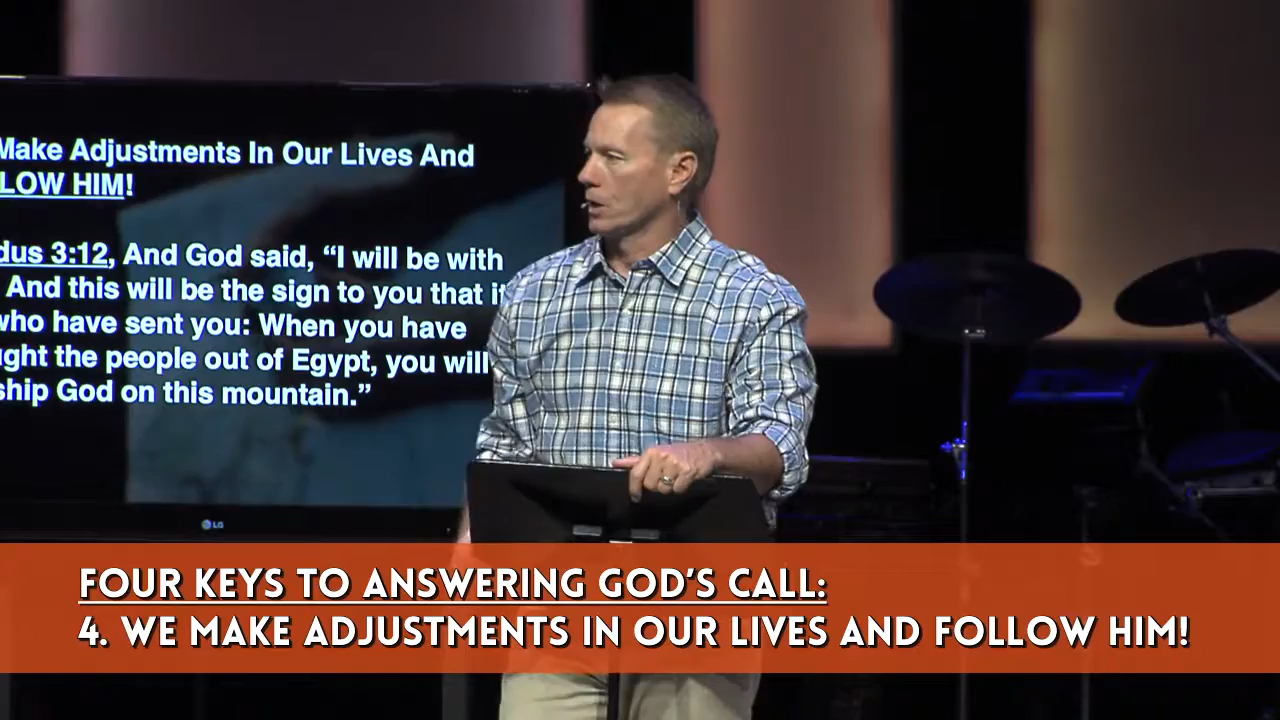 Make Adjustments In Our Lives And
LOW HIM!
dus 3:12, And God said, “I will be with
And this will be the sign to you that it
who have sent you: When you have
ught the people out of Egypt, you will
ship God on this mountain.”
LG
FOUR KEYS TO ANSWERING GOD'S CALL:
4. WE MAKE ADJUSTMENTS IN OUR LIVES AND FOLLOW HIM!